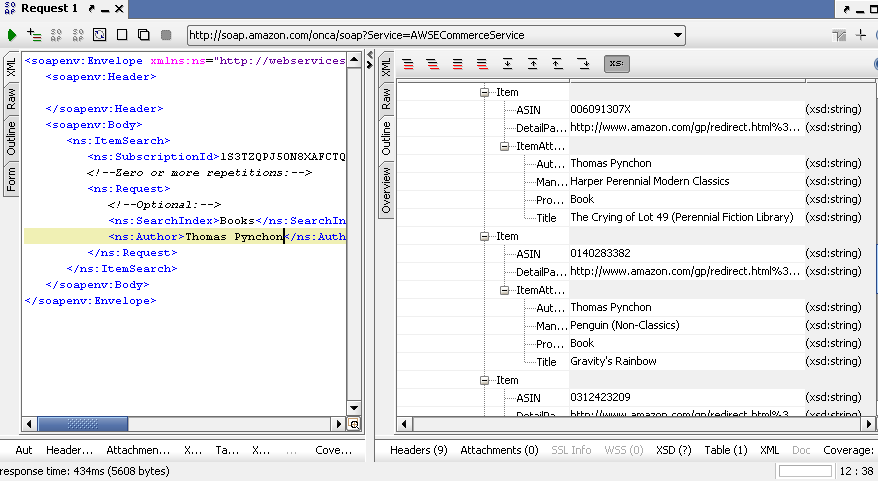 SO AP Request 1
http://soap.amazon.com/onca/soap?Service=AWSECommerceService
SO AP
SO AP
XML
Raw
Outline
Form
<soapenv:Envelope xmlns:ns="http://webservices
<soapenv:Header>
</soapenv:Header>
<soapenv:Body>
<ns:ItemSearch>
<ns:SubscriptionId>1S3TZQPJ5ON8XAFCTQ
<!--Zero or more repetitions:-->
<ns:Request>
<!--Optional:-->
<ns:SearchIndex>Books</ns:SearchIn
<ns:Author>Thomas Pynchon</ns:Auth
</ns:Request>
</ns:ItemSearch>
</soapenv:Body>
</soapenv:Envelope>
XML
Raw
Outline
Overview
XS:
Item
ASIN 006091307X (xsd:string)
DetailPa... http://www.amazon.com/gp/redirect.html%3... (xsd:string)
ItemAtt...
Aut... Thomas Pynchon (xsd:string)
Man... Harper Perennial Modern Classics (xsd:string)
Pro... Book (xsd:string)
Title The Crying of Lot 49 (Perennial Fiction Library) (xsd:string)
Item
ASIN 0140283382 (xsd:string)
DetailPa... http://www.amazon.com/gp/redirect.html%3... (xsd:string)
ItemAtt...
Aut... Thomas Pynchon (xsd:string)
Man... Penguin (Non-Classics) (xsd:string)
Pro... Book (xsd:string)
Title Gravity's Rainbow (xsd:string)
Item
ASIN 0312423209 (xsd:string)
DetailPa... http://www.amazon.com/gp/redirect.html%3... (xsd:string)
Aut Header... Attachmen... X... Ta... X... ... Cove...
Headers (9) Attachments (0) SSL Info WSS (0) XSD (?) Table (1) XML Doc Coverage:
response time: 434ms (5608 bytes)
12 : 38